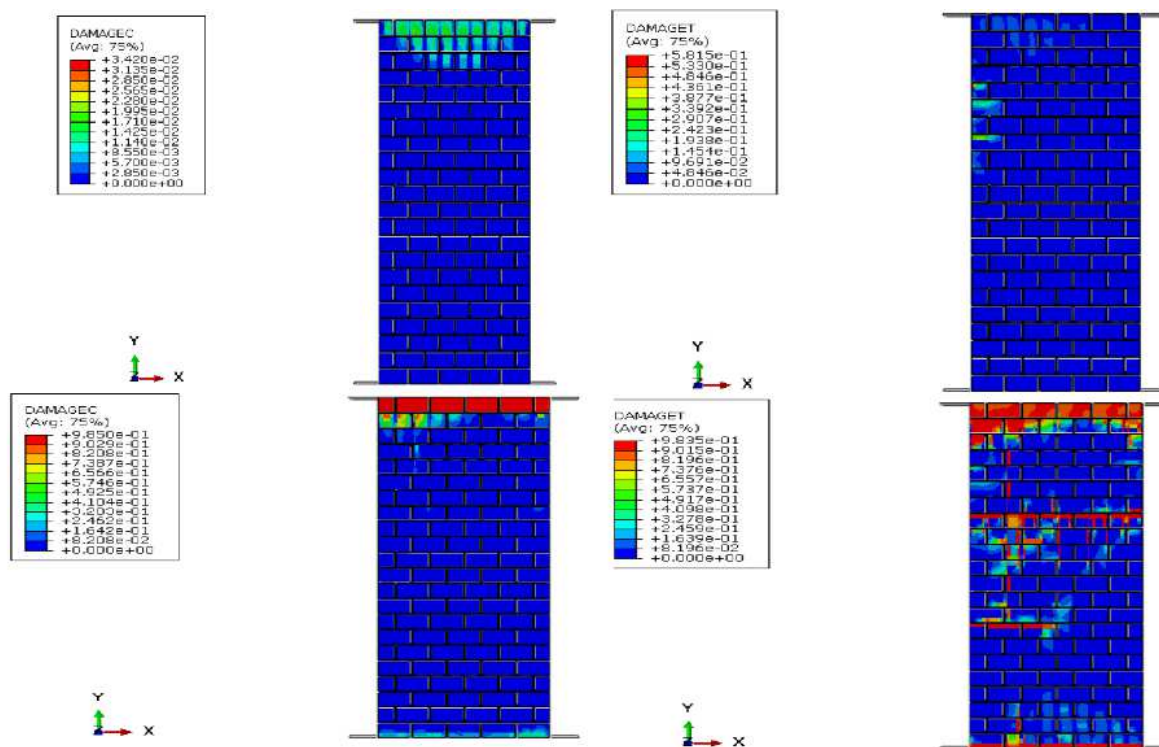 DAMAGEC
(Avg: 75%)
+3.420e-02
+3.135e-02
+2.850e-02
+2.565e-02
+2.280e-02
+1.995e-02
+1.710e-02
+1.425e-02
+1.140e-02
+8.550e-03
+5.700e-03
+2.850e-03
+0.000e+00
Y
X
Z
DAMAGET
(Avg: 75%)
+5.815e-01
+5.330e-01
+4.846e-01
+4.361e-01
+3.877e-01
+3.392e-01
+2.907e-01
+2.423e-01
+1.938e-01
+1.454e-01
+9.691e-02
+4.846e-02
+0.000e+00
Y
X
Z
DAMAGEC
(Avg: 75%)
+9.850e-01
+9.029e-01
+8.208e-01
+7.387e-01
+6.566e-01
+5.746e-01
+4.925e-01
+4.104e-01
+3.283e-01
+2.462e-01
+1.642e-01
+8.208e-02
+0.000e+00
Y
X
Z
DAMAGET
(Avg: 75%)
+9.835e-01
+9.015e-01
+8.196e-01
+7.376e-01
+6.557e-01
+5.737e-01
+4.917e-01
+4.098e-01
+3.278e-01
+2.459e-01
+1.639e-01
+8.196e-02
+0.000e+00
Y
X
Z